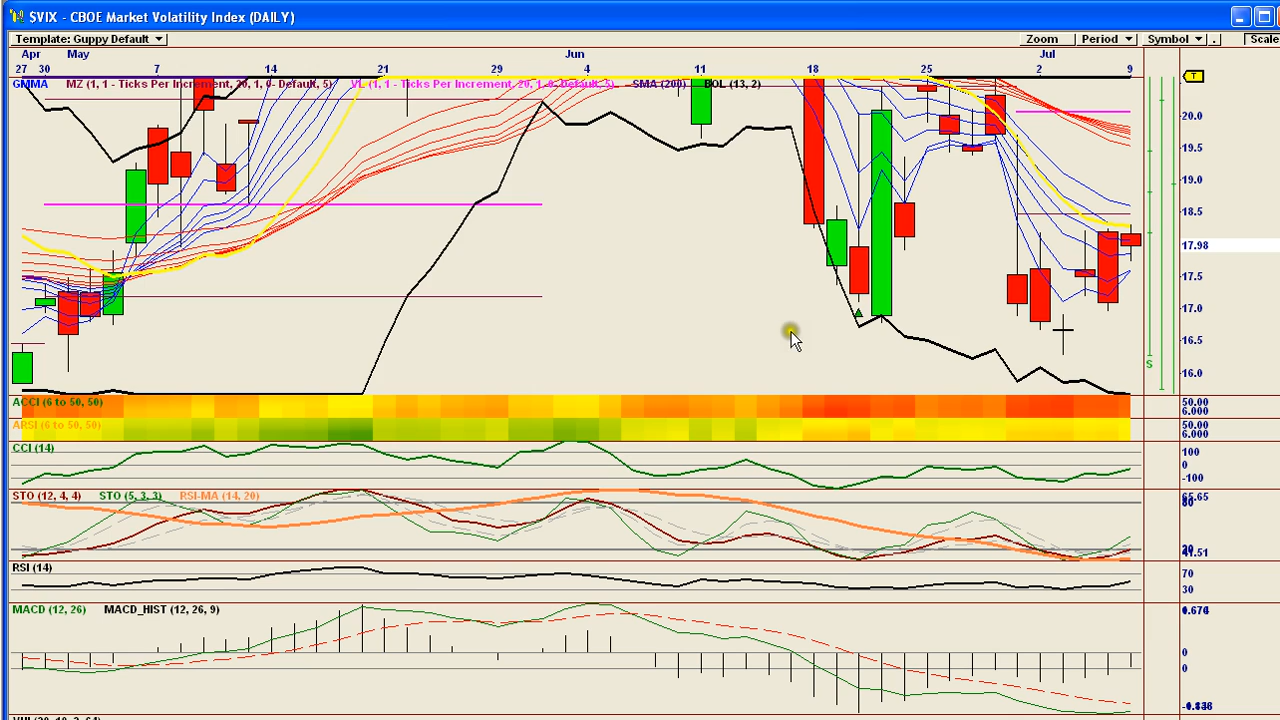 $VIX - CBOE Market Volatility Index (DAILY)
Template: Guppy Default Zoom Period Symbol . Scale
Apr May Jun Jul
27 30 7 14 21 29 4 11 18 25 2 9
GMMA MZ (1, 1 - Ticks Per Increment, 20, 1, 0- Default, 5) VL (1, 1 - Ticks Per Increment, 20, 1, 0- Default, 5) SMA (200) BOL (13, 2)
T
20.0
19.5
19.0
18.5
17.98
17.5
17.0
16.5
S
16.0
ACCI (6 to 50, 50) 50.00
6.000
ARSI (6 to 50, 50) 50.00
6.000
CCI (14) 100
0
-100
STO (12, 4, 4) STO (5, 3, 3) RSI-MA (14, 20)
80
20
RSI (14)
70
30
MACD (12, 26) MACD_HIST (12, 26, 9)
0
0